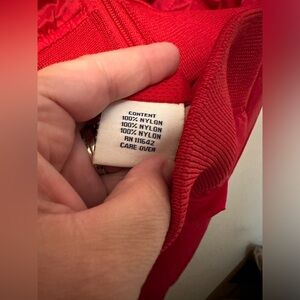 CONTENT
100% NYLON
100% NYLON
100% NYLON
RN 111642
CARE OVER